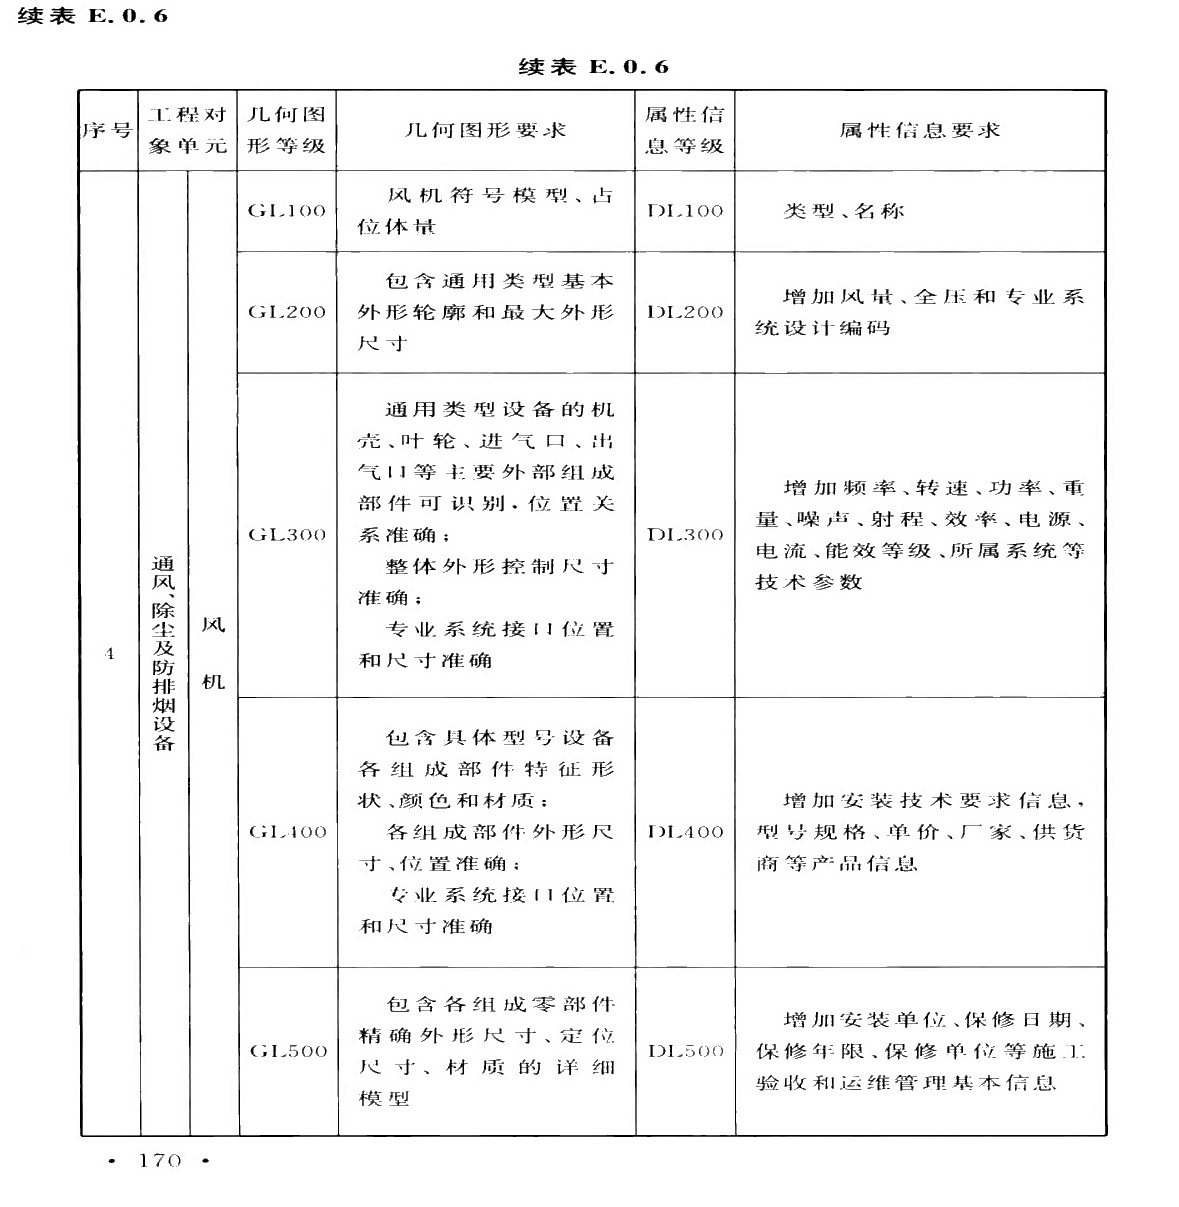 续表 E.0.6
续表 E.0.6
序号
工程对
象单元
几何图
形等级
几何图形要求
属性信
息等级
属性信息要求
4
通风、除尘及防排烟设备
风机
GL100
风机符号模型、占
位体量
DL100
类型、名称
GL200
包含通用类型基本
外形轮廓和最大外形
尺寸
DL200
增加风量、全压和专业系
统设计编码
GL300
通用类型设备的机
壳、叶轮、进气口、出
气口等主要外部组成
部件可识别,位置关
系准确;
整体外形控制尺寸
准确;
专业系统接口位置
和尺寸准确
DL300
增加频率、转速、功率、重
量、噪声、射程、效率、电源、
电流、能效等级、所属系统等
技术参数
GL400
包含具体型号设备
各组成部件特征形
状、颜色和材质;
各组成部件外形尺
寸、位置准确;
专业系统接口位置
和尺寸准确
DL400
增加安装技术要求信息,
型号规格、单价、厂家、供货
商等产品信息
GL500
包含各组成零部件
精确外形尺寸、定位
尺寸、材质的详细
模型
DL500
增加安装单位、保修日期、
保修年限、保修单位等施工
验收和运维管理基本信息
· 170 ·